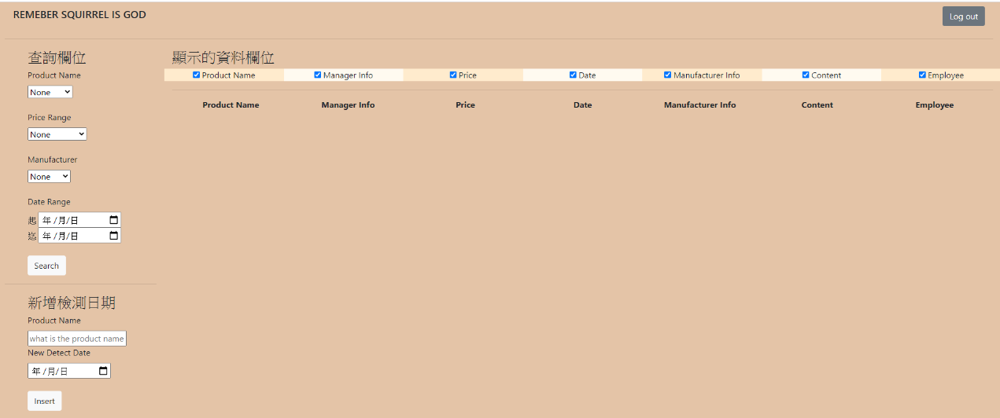 REMEBER SQUIRREL IS GOD
Log out
查詢欄位
Product Name
None
Price Range
None
Manufacturer
None
Date Range
起 年 /月/日
迄 年 /月/日
Search
新增檢測日期
Product Name
what is the product name
New Detect Date
年 /月/日
Insert
顯示的資料欄位
Product Name Manager Info Price Date Manufacturer Info Content Employee
Product Name Manager Info Price Date Manufacturer Info Content Employee